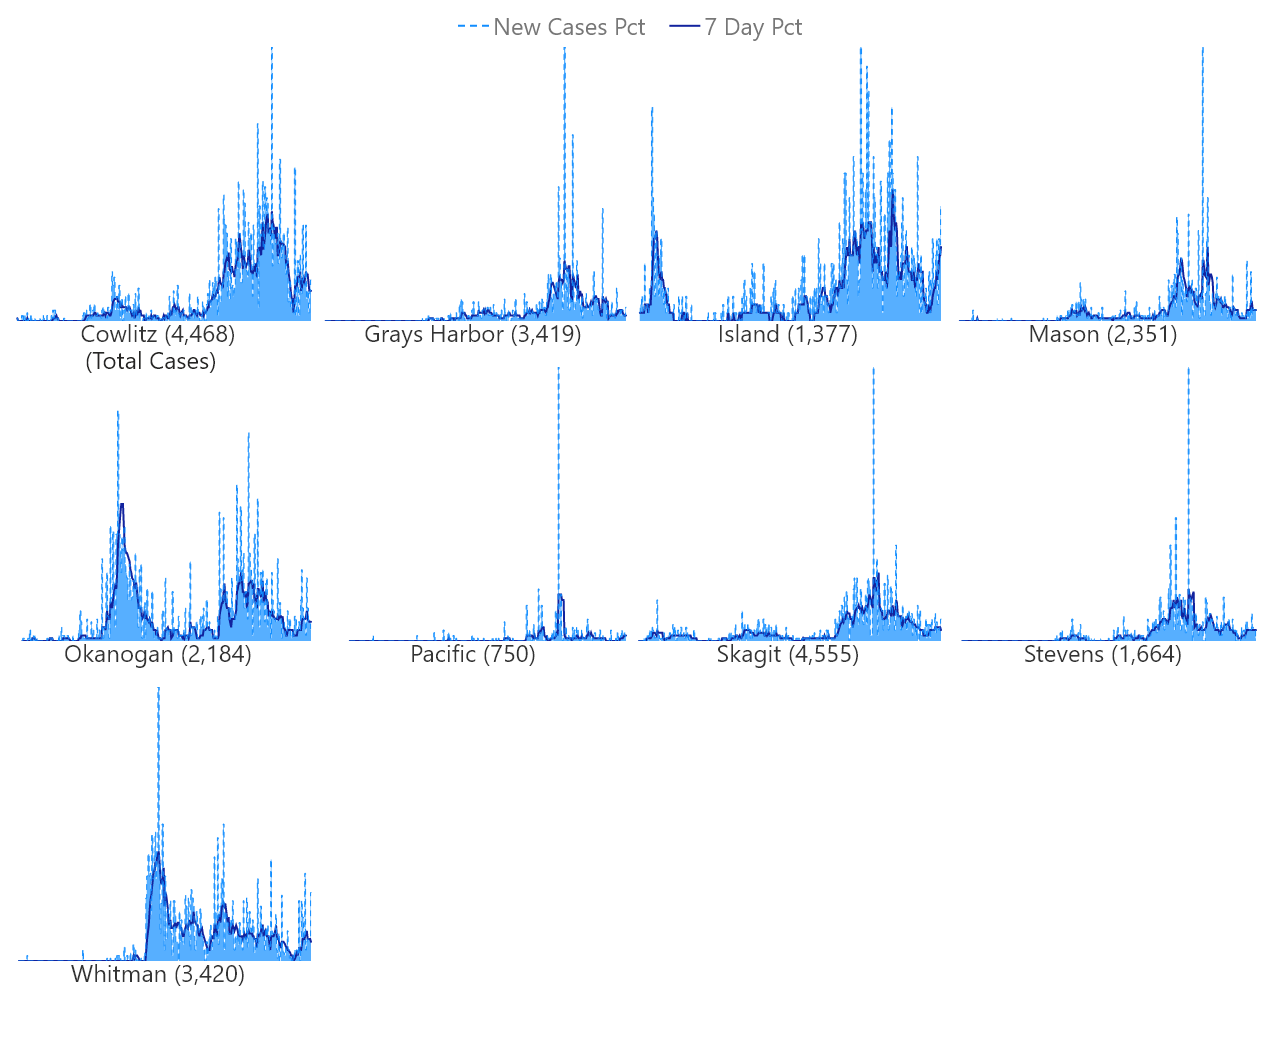 New Cases Pct 7 Day Pct
Cowlitz (4,468) Grays Harbor (3,419) Island (1,377) Mason (2,351)
(Total Cases)
Okanogan (2,184) Pacific (750) Skagit (4,555) Stevens (1,664)
Whitman (3,420)